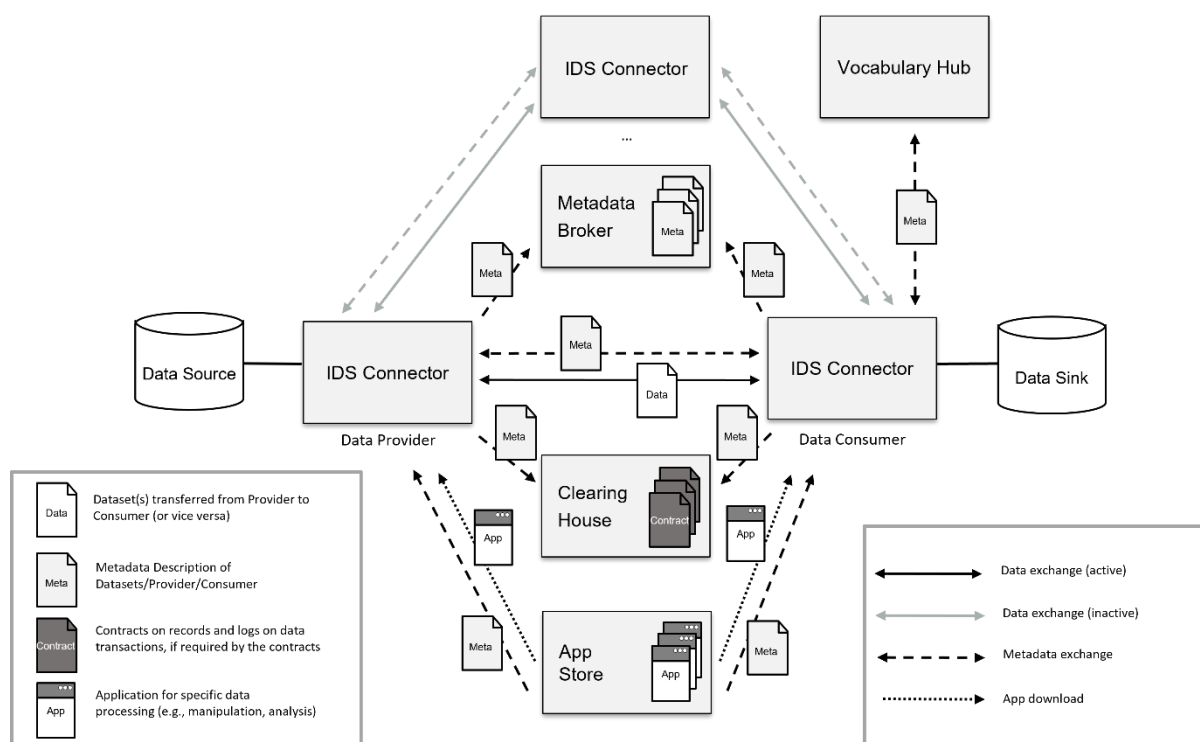 IDS Connector
Vocabulary Hub
...
Metadata
Broker
Meta
Meta
Meta
Meta
Data Source
IDS Connector
Meta
Data
IDS Connector
Data Sink
Data Provider
Data Consumer
Meta
Meta
Clearing
House
Contract
App
App
Meta
App
Store
App
Meta
Data
Dataset(s) transferred from Provider to
Consumer (or vice versa)
Meta
Metadata Description of
Datasets/Provider/Consumer
Contract
Contracts on records and logs on data
transactions, if required by the contracts
App
Application for specific data
processing (e.g., manipulation, analysis)
Data exchange (active)
Data exchange (inactive)
Metadata exchange
App download